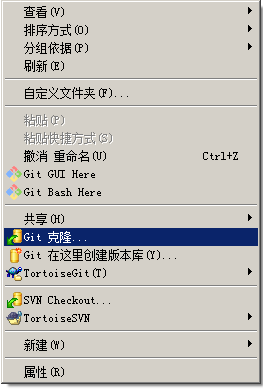 查看(V)
排序方式(O)
分组依据(P)
刷新(E)
自定义文件夹(F)...
粘贴(P)
粘贴快捷方式(S)
撤消 重命名(U) Ctrl+Z
Git GUI Here
Git Bash Here
共享(H)
Git 克隆...
Git 在这里创建版本库(Y)...
TortoiseGit(T)
SVN Checkout...
TortoiseSVN
新建(W)
属性(R)